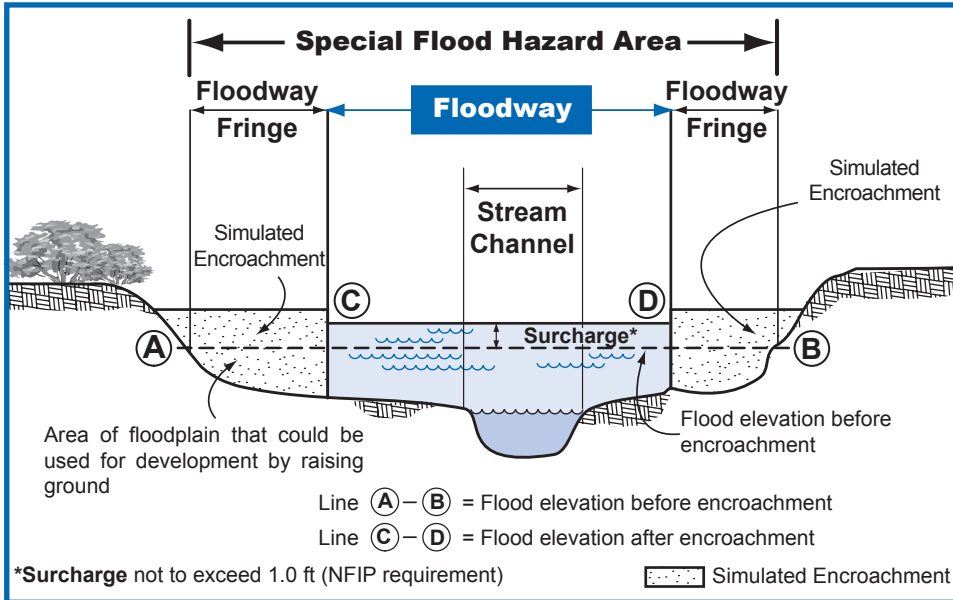 Special Flood Hazard Area
Floodway
Fringe
Floodway
Floodway
Fringe
Simulated
Encroachment
Stream
Channel
Simulated
Encroachment
C
D
Surcharge*
A
B
Area of floodplain that could be
used for development by raising
ground
Flood elevation before
encroachment
Line A – B = Flood elevation before encroachment
Line C – D = Flood elevation after encroachment
*Surcharge not to exceed 1.0 ft (NFIP requirement)
Simulated Encroachment